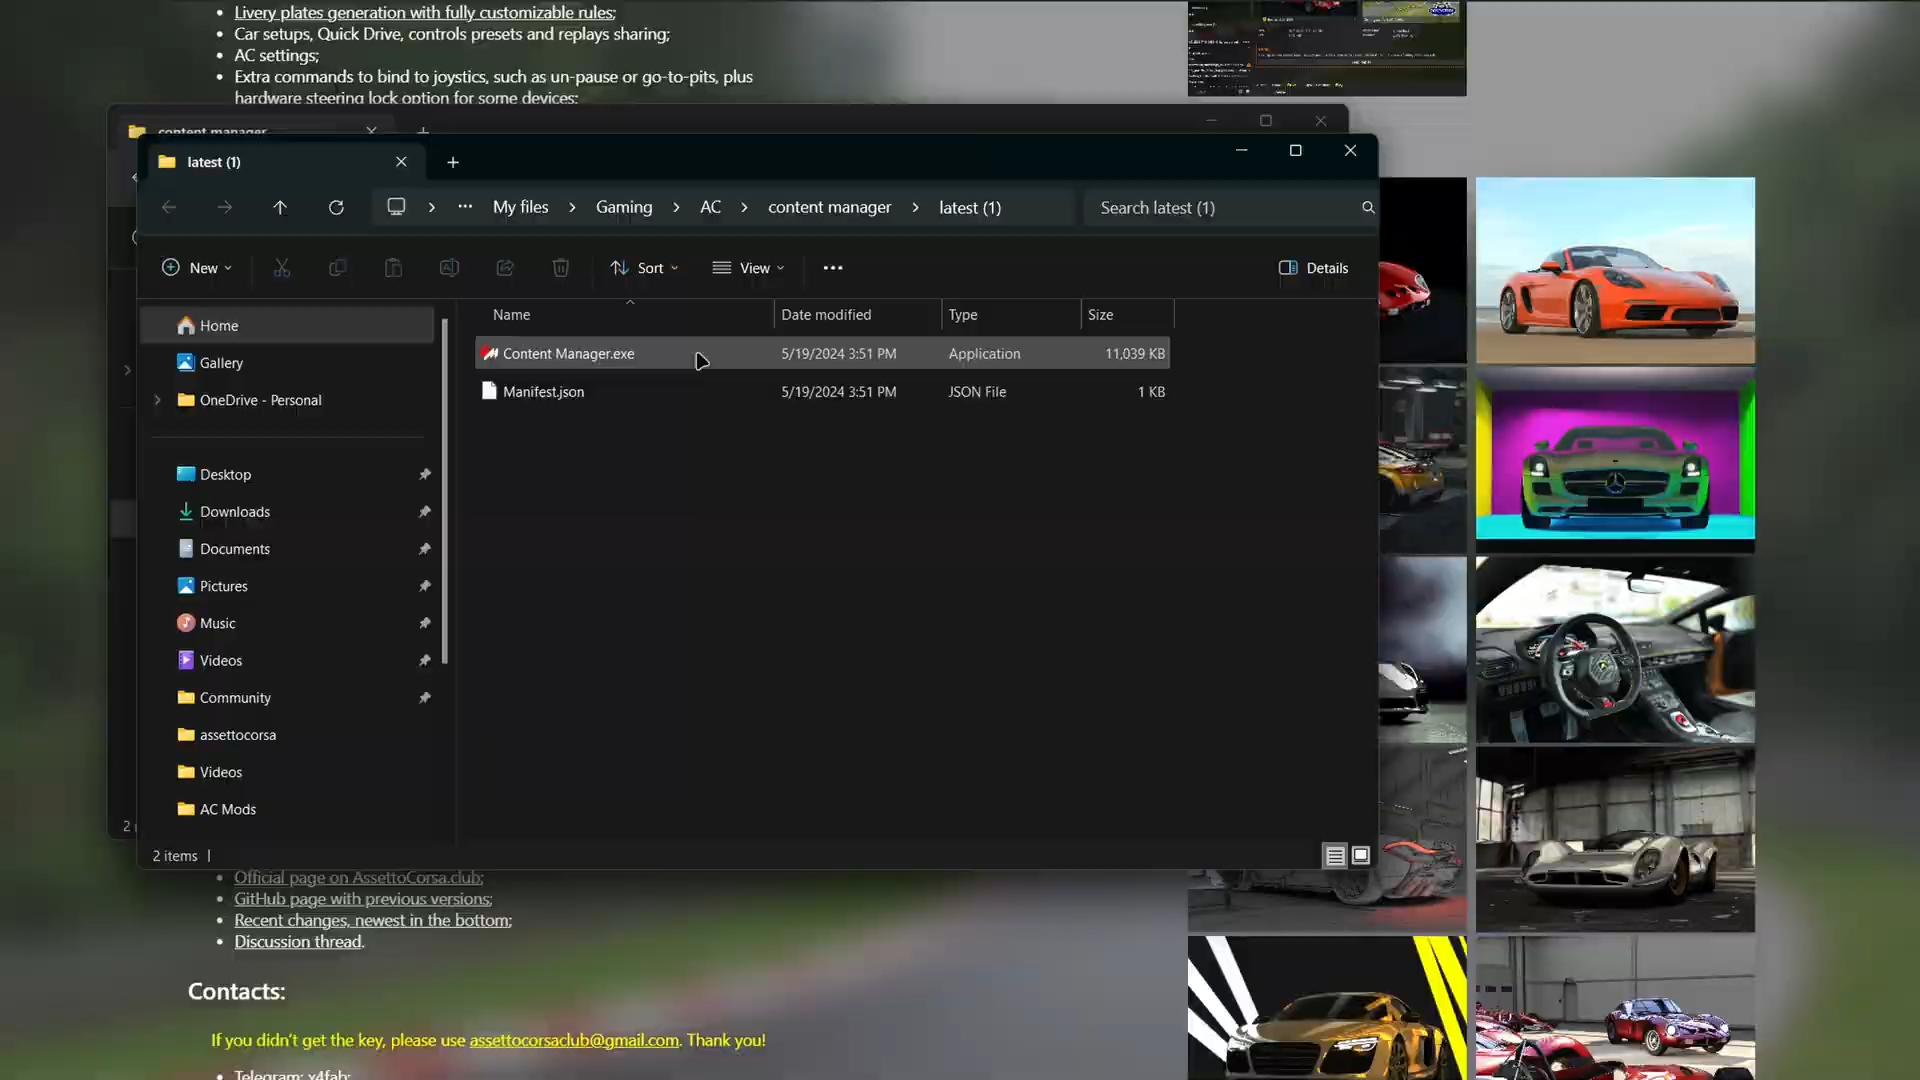 Livery plates generation with fully customizable rules;
Car setups, Quick Drive, controls presets and replays sharing;
AC settings;
Extra commands to bind to joystics, such as un-pause or go-to-pits, plus
hardware steering lock option for some devices;
content manager
latest (1)
My files
Gaming
AC
content manager
latest (1)
Search latest (1)
New
Sort
View
Details
Name
Date modified
Type
Size
Content Manager.exe
5/19/2024 3:51 PM
Application
11,039 KB
Manifest.json
5/19/2024 3:51 PM
JSON File
1 KB
Home
Gallery
OneDrive - Personal
Desktop
Downloads
Documents
Pictures
Music
Videos
Community
assettocorsa
Videos
AC Mods
2 items
Official page on AssettoCorsa.club;
GitHub page with previous versions;
Recent changes, newest in the bottom;
Discussion thread.
Contacts:
If you didn't get the key, please use assettocorsaclub@gmail.com. Thank you!
Telegram: x4fab;